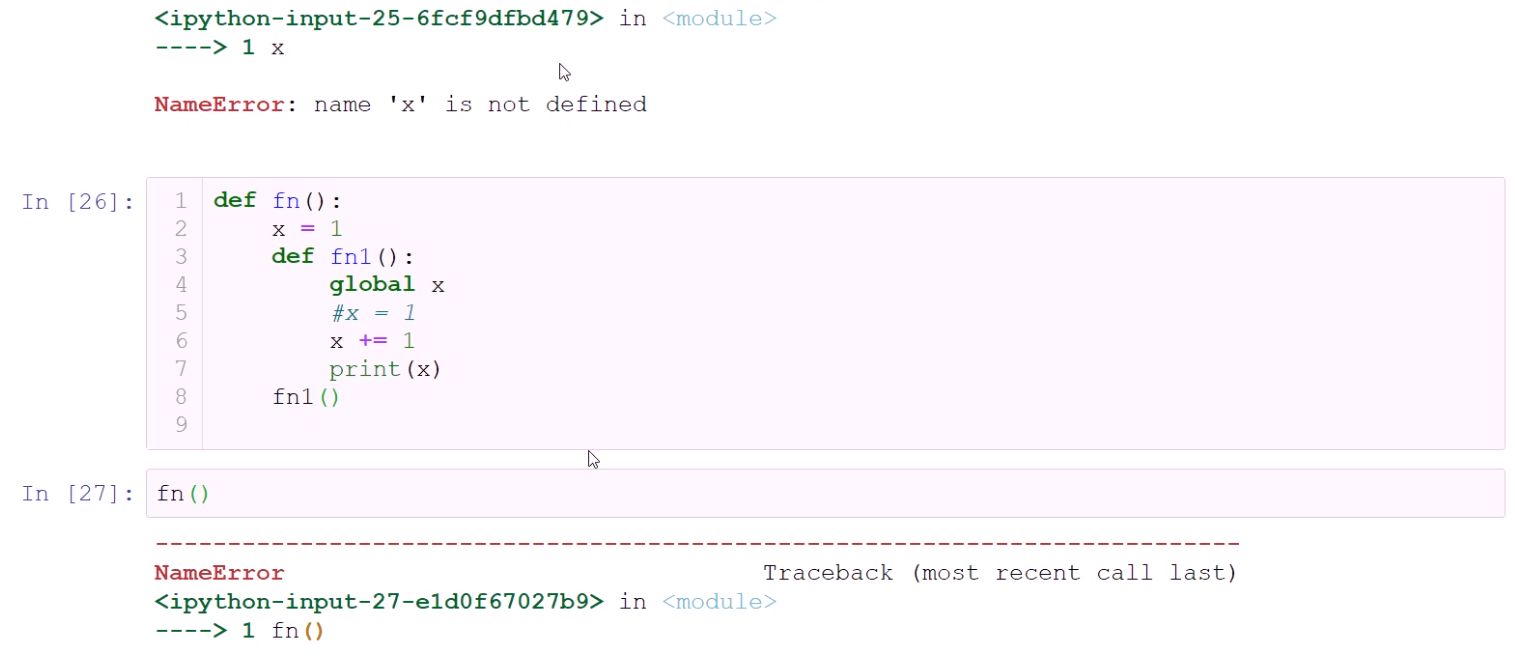 <ipython-input-25-6fcf9dfbd479> in <module>
----> 1 x
NameError: name 'x' is not defined
In [26]:
1 def fn():
2     x = 1
3     def fn1():
4         global x
5         #x = 1
6         x += 1
7         print(x)
8     fn1()
9
In [27]: fn()
---------------------------------------------------------------------------
NameError                                 Traceback (most recent call last)
<ipython-input-27-e1d0f67027b9> in <module>
----> 1 fn()